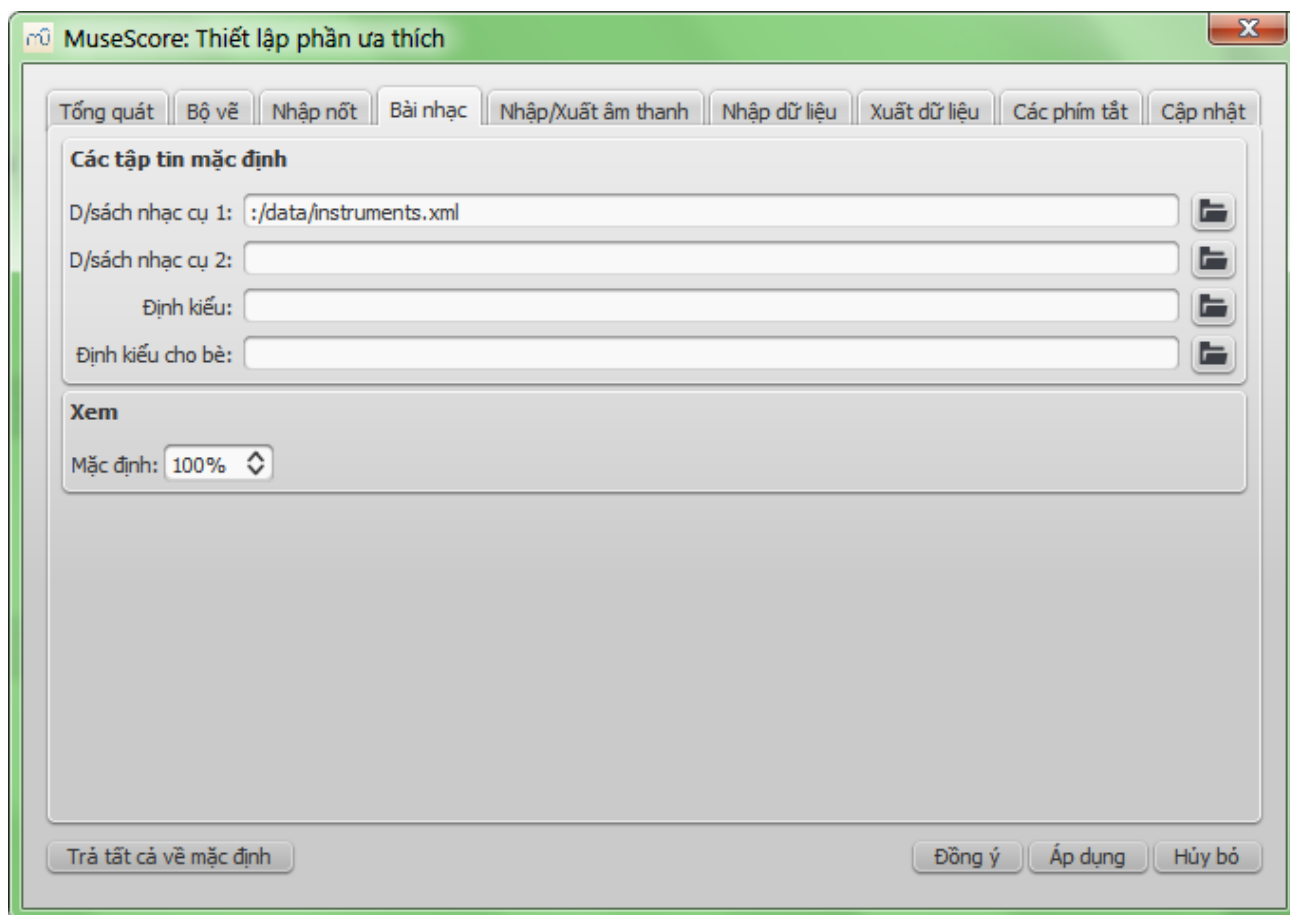 MuseScore: Thiết lập phần ưa thích
Tổng quát Bộ vẽ Nhập nốt Bài nhạc Nhập/Xuất âm thanh Nhập dữ liệu Xuất dữ liệu Các phím tắt Cập nhật
Các tập tin mặc định
D/sách nhạc cụ 1: :/data/instruments.xml
D/sách nhạc cụ 2:
Định kiểu:
Định kiểu cho bè:
Xem
Mặc định: 100%
Trả tất cả về mặc định Đồng ý Áp dụng Hủy bỏ